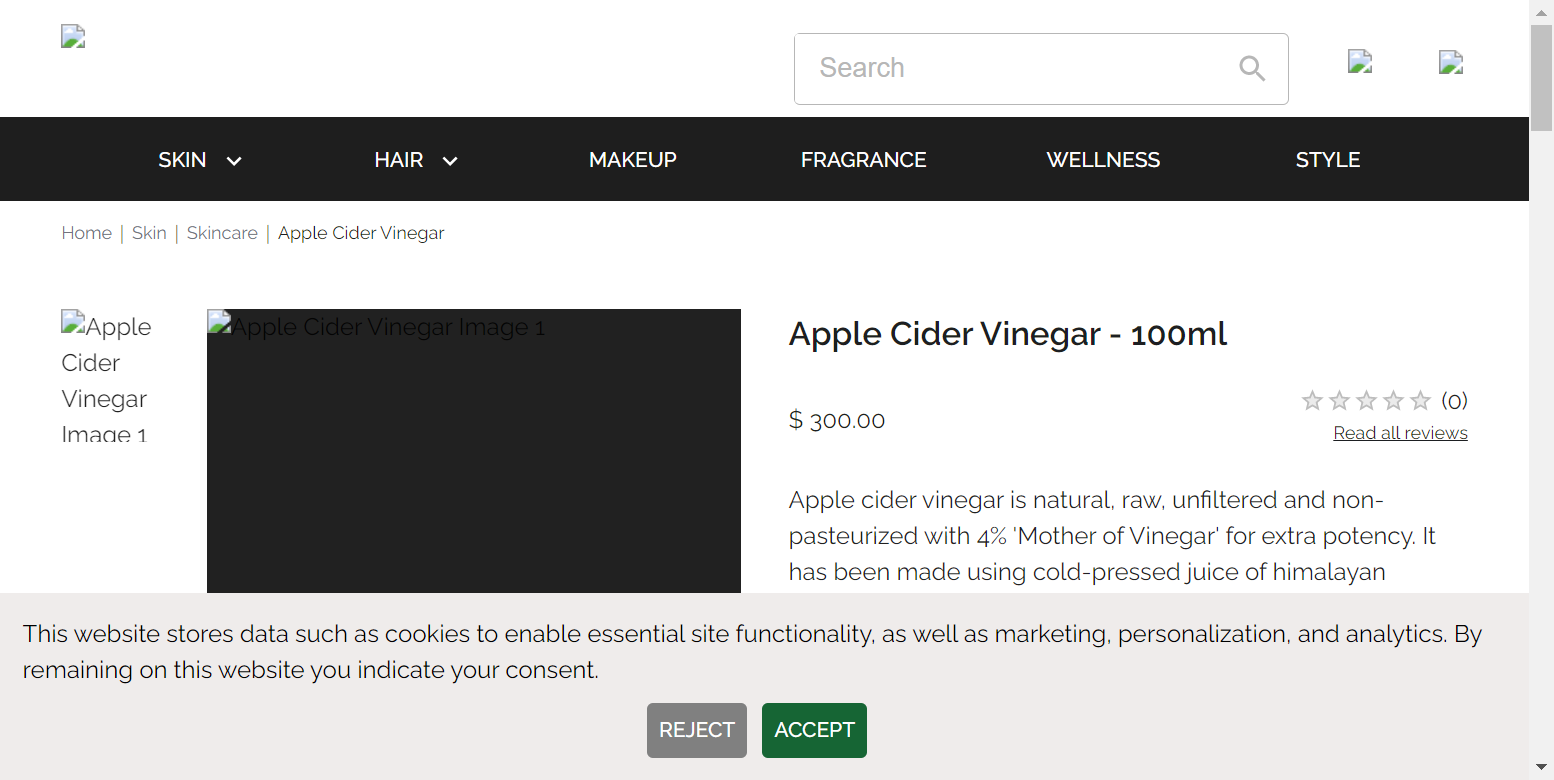 Search
SKIN
HAIR
MAKEUP
FRAGRANCE
WELLNESS
STYLE
Home | Skin | Skincare | Apple Cider Vinegar
Apple
Cider
Vinegar
Image 1
Apple Cider Vinegar Image 1
Apple Cider Vinegar - 100ml
$ 300.00
(0)
Read all reviews
Apple cider vinegar is natural, raw, unfiltered and non-
pasteurized with 4% 'Mother of Vinegar' for extra potency. It
has been made using cold-pressed juice of himalayan
This website stores data such as cookies to enable essential site functionality, as well as marketing, personalization, and analytics. By
remaining on this website you indicate your consent.
REJECT
ACCEPT